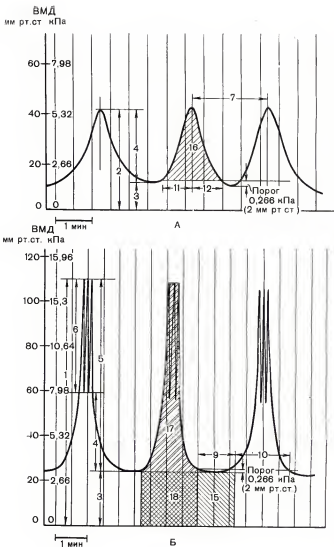 ВМД
мм рт.ст. кПа
60 7,98
40 5,32
20 2,66
0 0
7
4
2
3
16
11 12
Порог
0,266 кПа
(2 мм рт.ст)
1 мин
А
ВМД
мм рт.ст. кПа
15,96
120
100 15,3
80 10,64
60 7,98
40 5,32
20 2,66
0 0
6
1
5
4
3
17
18
15
9
10
Порог
0,266 кПа
(2 мм рт.ст)
1 мин
Б